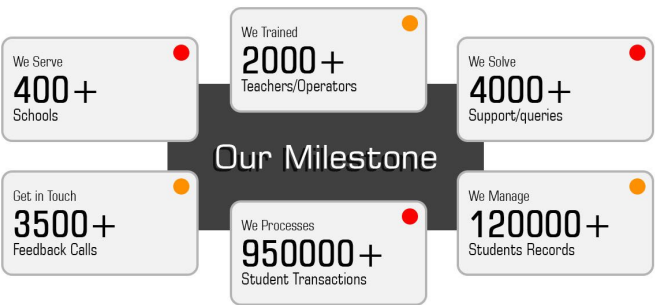 We Serve
400+
Schools
We Trained
2000+
Teachers/Operators
We Solve
4000+
Support/queries
Our Milestone
Get in Touch
3500+
Feedback Calls
We Processes
950000+
Student Transactions
We Manage
120000+
Students Records